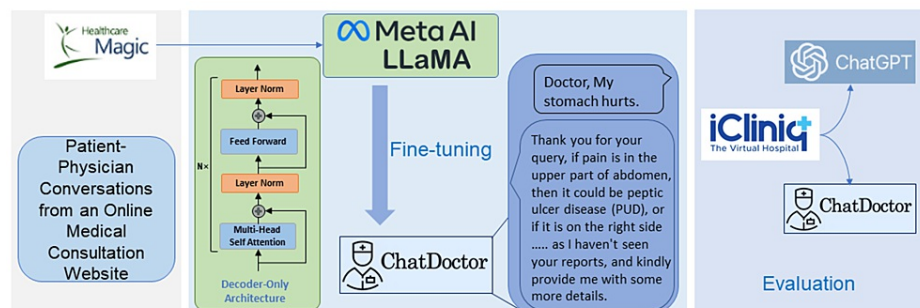 Healthcare
Magic
Patient-
Physician
Conversations
from an Online
Medical
Consultation
Website
Layer Norm
Feed Forward
N×
Layer Norm
Multi-Head
Self Attention
Decoder-Only
Architecture
Meta AI
LLaMA
Fine-tuning
ChatDoctor
Doctor, My
stomach hurts.
Thank you for your
query, if pain is in the
upper part of abdomen,
then it could be peptic
ulcer disease (PUD), or
if it is on the right side
..... as I haven't seen
your reports, and kindly
provide me with some
more details.
ChatGPT
iCliniq
The Virtual Hospital
ChatDoctor
Evaluation